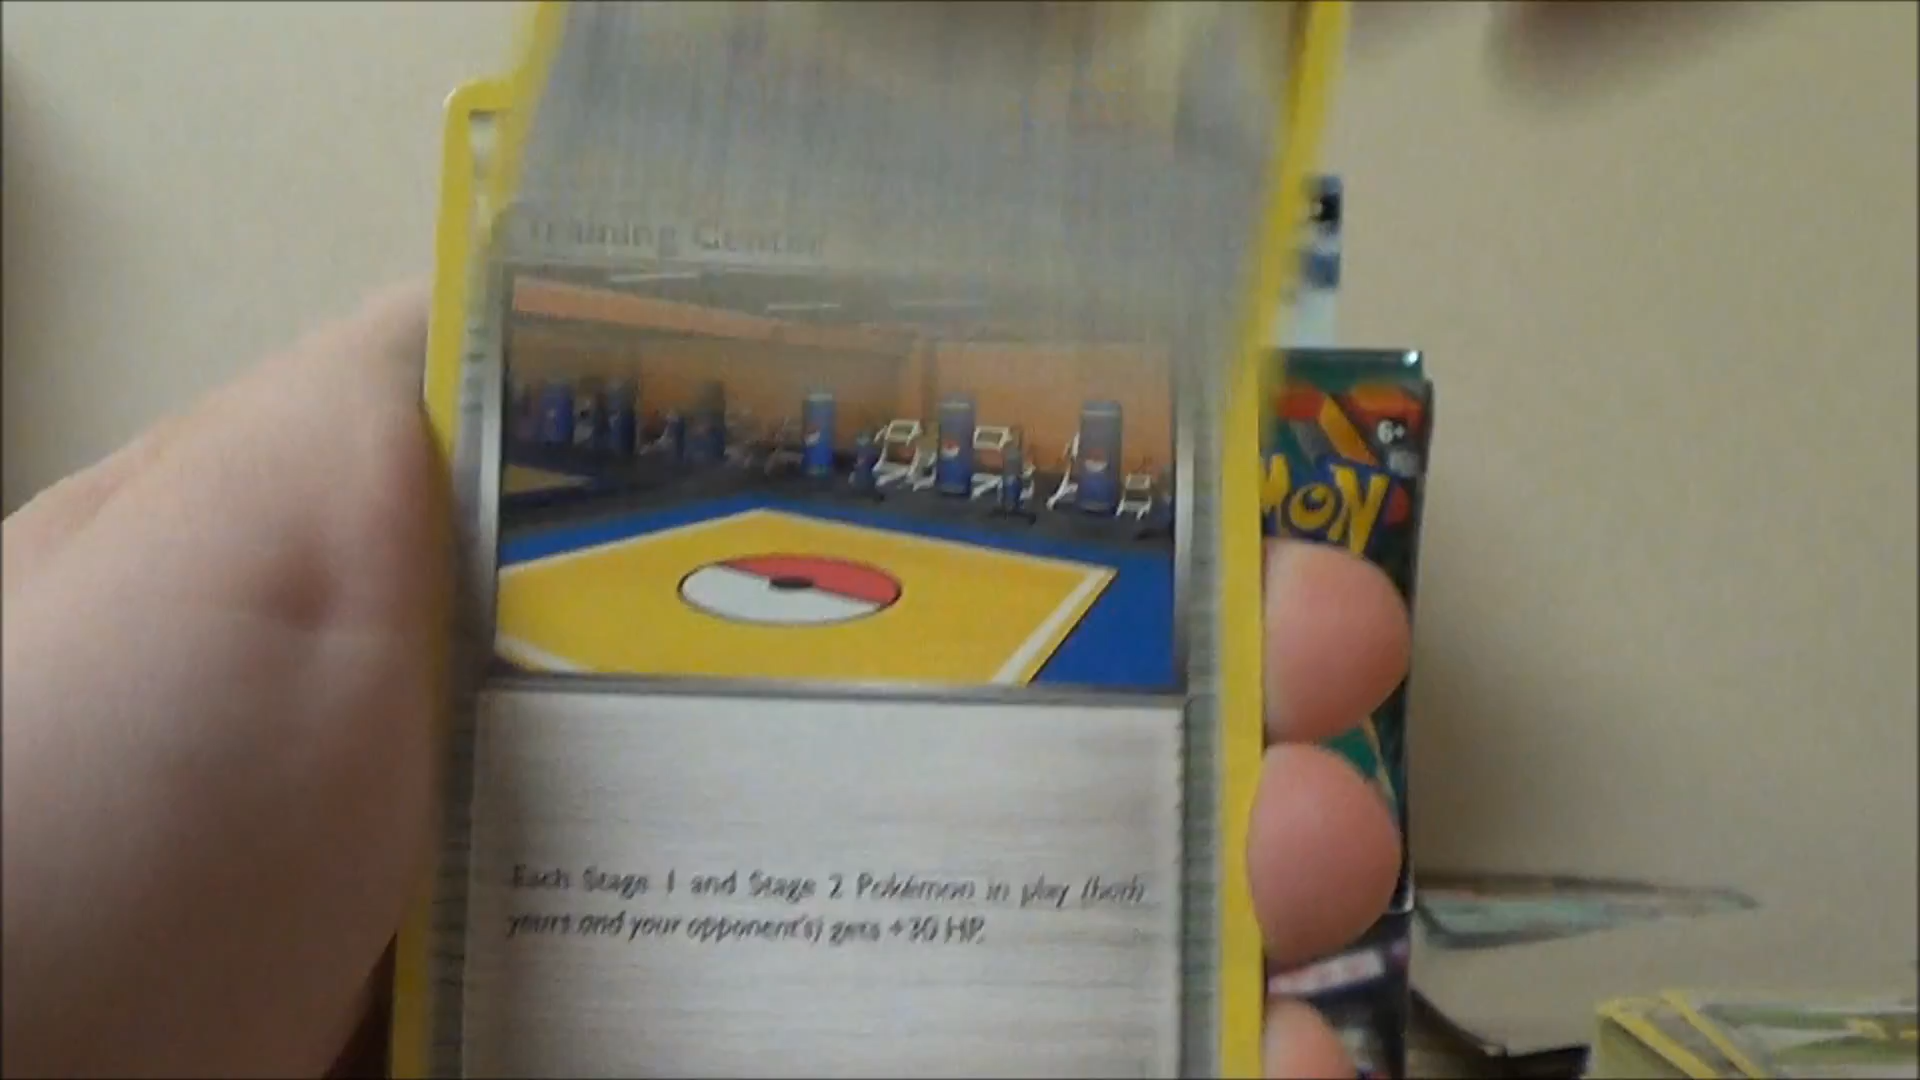 Training Center
6+
MON
Each Stage 1 and Stage 2 Pokémon in play (both
yours and your opponent's) gets +30 HP.